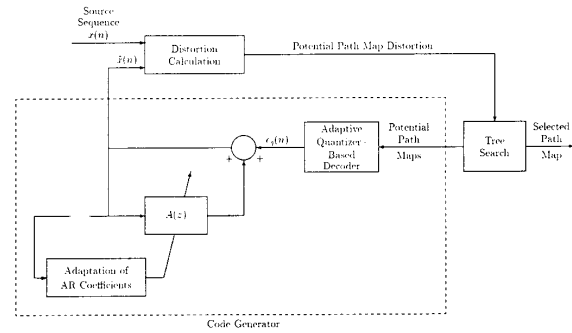 Source
Sequence
x(n)
x̂(n)
Distortion
Calculation
Potential Path Map Distortion
Adaptive
Quantizer -
Based
Decoder
e_q(n)
Potential
Path
Maps
Tree
Search
Selected
Path
Map
+
+
A(z)
Adaptation of
AR Coefficients
Code Generator